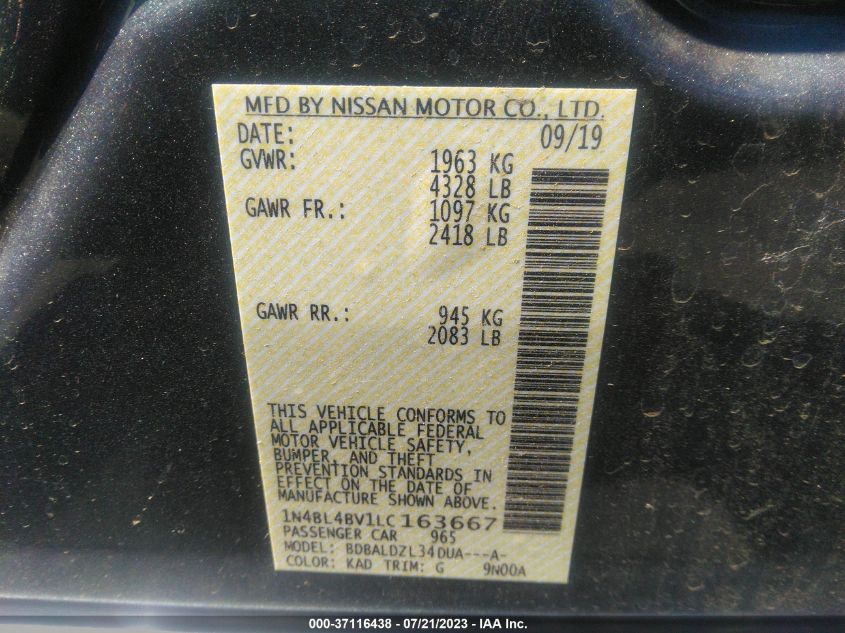 MFD BY NISSAN MOTOR CO., LTD.
DATE: 09/19
GVWR: 1963 KG
4328 LB
GAWR FR.: 1097 KG
2418 LB
GAWR RR.: 945 KG
2083 LB
THIS VEHICLE CONFORMS TO
ALL APPLICABLE FEDERAL
MOTOR VEHICLE SAFETY,
BUMPER, AND THEFT
PREVENTION STANDARDS IN
EFFECT ON THE DATE OF
MANUFACTURE SHOWN ABOVE.
1N4BL4BV1LC163667
PASSENGER CAR 965
MODEL: BDBALDZL34DUA---A-
COLOR: KAD TRIM: G 9N00A
000-37116438 - 07/21/2023 - IAA Inc.